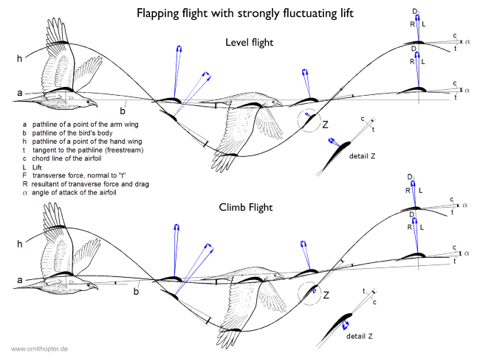 Flapping flight with strongly fluctuating lift
Level flight
D
R L
c
α
t
h
D
R L
a
c
α
t
b
a pathline of a point of the arm wing
b pathline of the bird's body
h pathline of a point of the hand wing
t tangent to the pathline (freestream)
c chord line of the airfoil
L Lift
F transverse force, normal to "t"
R resultant of transverse force and drag
α angle of attack of the airfoil
Z
c
t
detail Z
Climb Flight
D
R L
c
α
t
h
D
R L
a
c
α
t
b
Z
t
c
detail Z
www.ornithopter.de